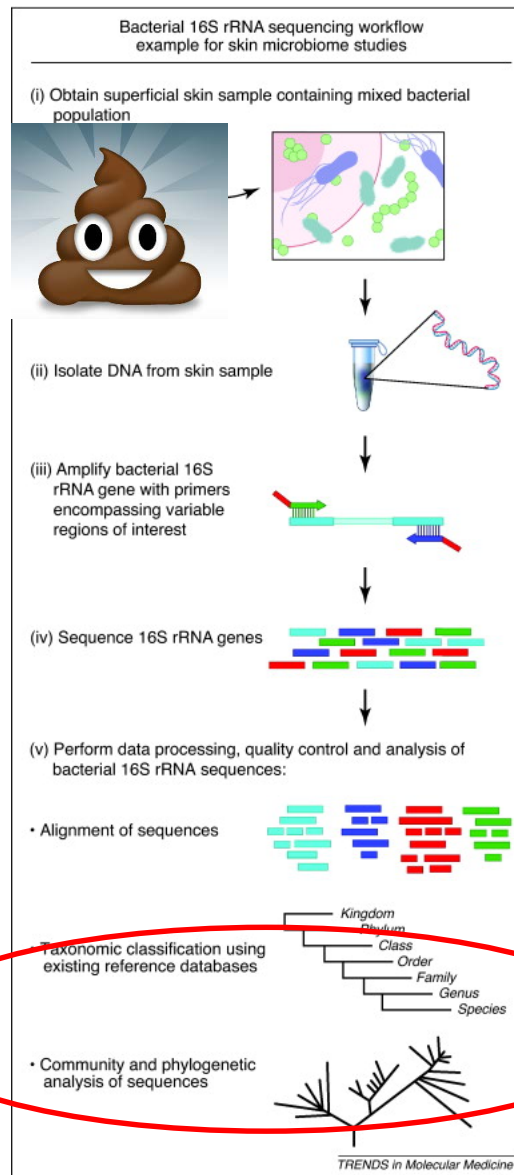 Bacterial 16S rRNA sequencing workflow
example for skin microbiome studies
(i) Obtain superficial skin sample containing mixed bacterial
population
(ii) Isolate DNA from skin sample
(iii) Amplify bacterial 16S
rRNA gene with primers
encompassing variable
regions of interest
(iv) Sequence 16S rRNA genes
(v) Perform data processing, quality control and analysis of
bacterial 16S rRNA sequences:
• Alignment of sequences
• Taxonomic classification using
existing reference databases
Kingdom
Phylum
Class
Order
Family
Genus
Species
• Community and phylogenetic
analysis of sequences
TRENDS in Molecular Medicine